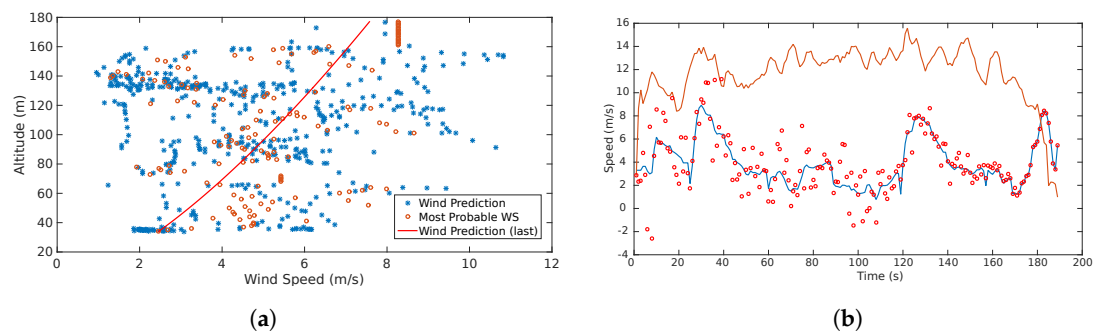 180
160
140
120
100
80
60
40
20
Altitude (m)
0 2 4 6 8 10 12
Wind Speed (m/s)
Wind Prediction
Most Probable WS
Wind Prediction (last)
(a)
16
14
12
10
8
6
4
2
0
-2
-4
Speed (m/s)
0 20 40 60 80 100 120 140 160 180 200
Time (s)
(b)